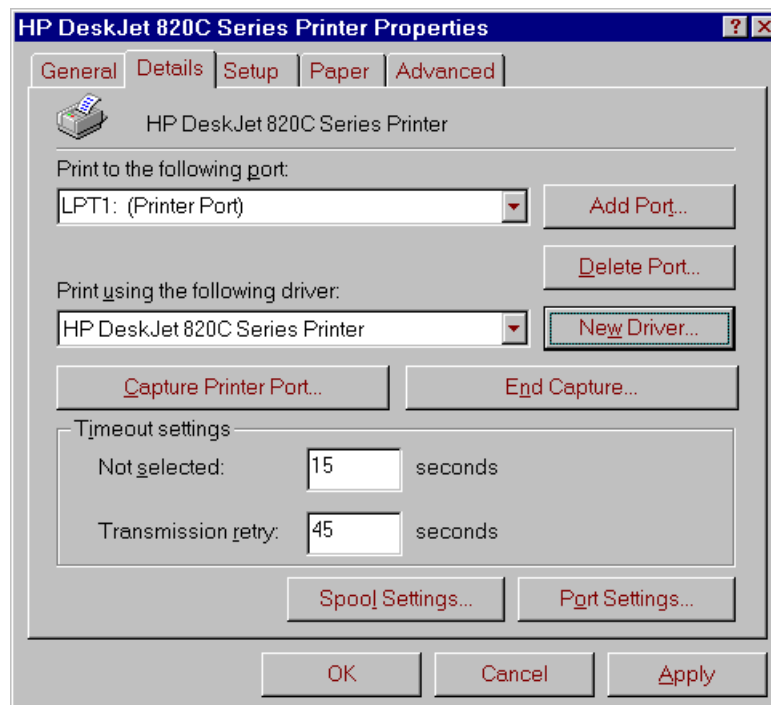 HP DeskJet 820C Series Printer Properties
General Details Setup Paper Advanced
HP DeskJet 820C Series Printer
Print to the following port:
LPT1: (Printer Port) Add Port...
Delete Port...
Print using the following driver:
HP DeskJet 820C Series Printer New Driver...
Capture Printer Port... End Capture...
Timeout settings
Not selected: 15 seconds
Transmission retry: 45 seconds
Spool Settings... Port Settings...
OK Cancel Apply